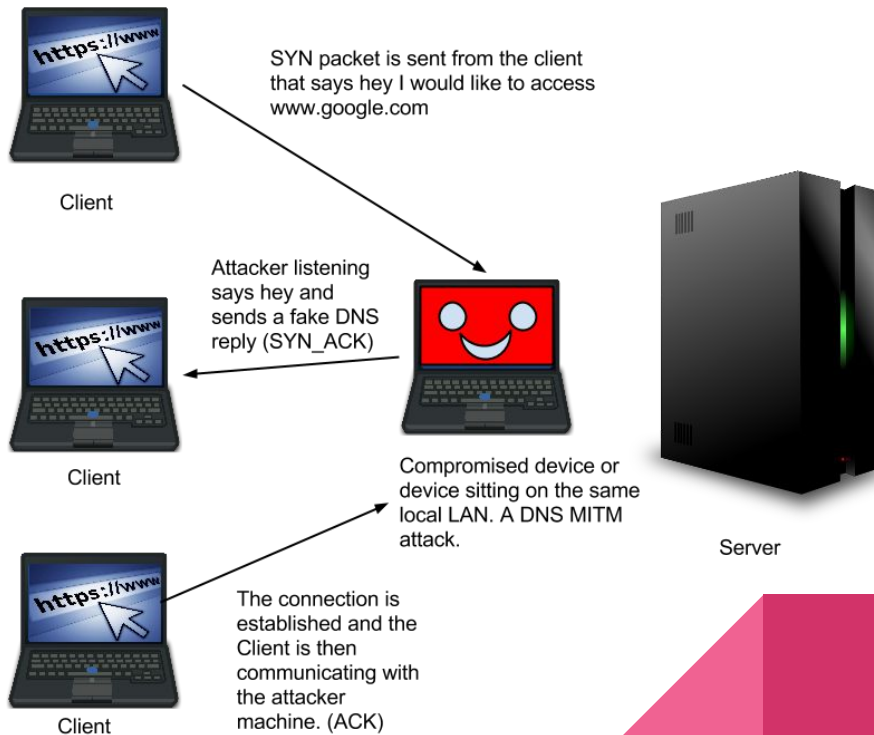 https://www
SYN packet is sent from the client
that says hey I would like to access
www.google.com
Client
Attacker listening
says hey and
sends a fake DNS
reply (SYN_ACK)
https://www
Client
Compromised device or
device sitting on the same
local LAN. A DNS MITM
attack.
Server
https://www
The connection is
established and the
Client is then
communicating with
the attacker
machine. (ACK)
Client